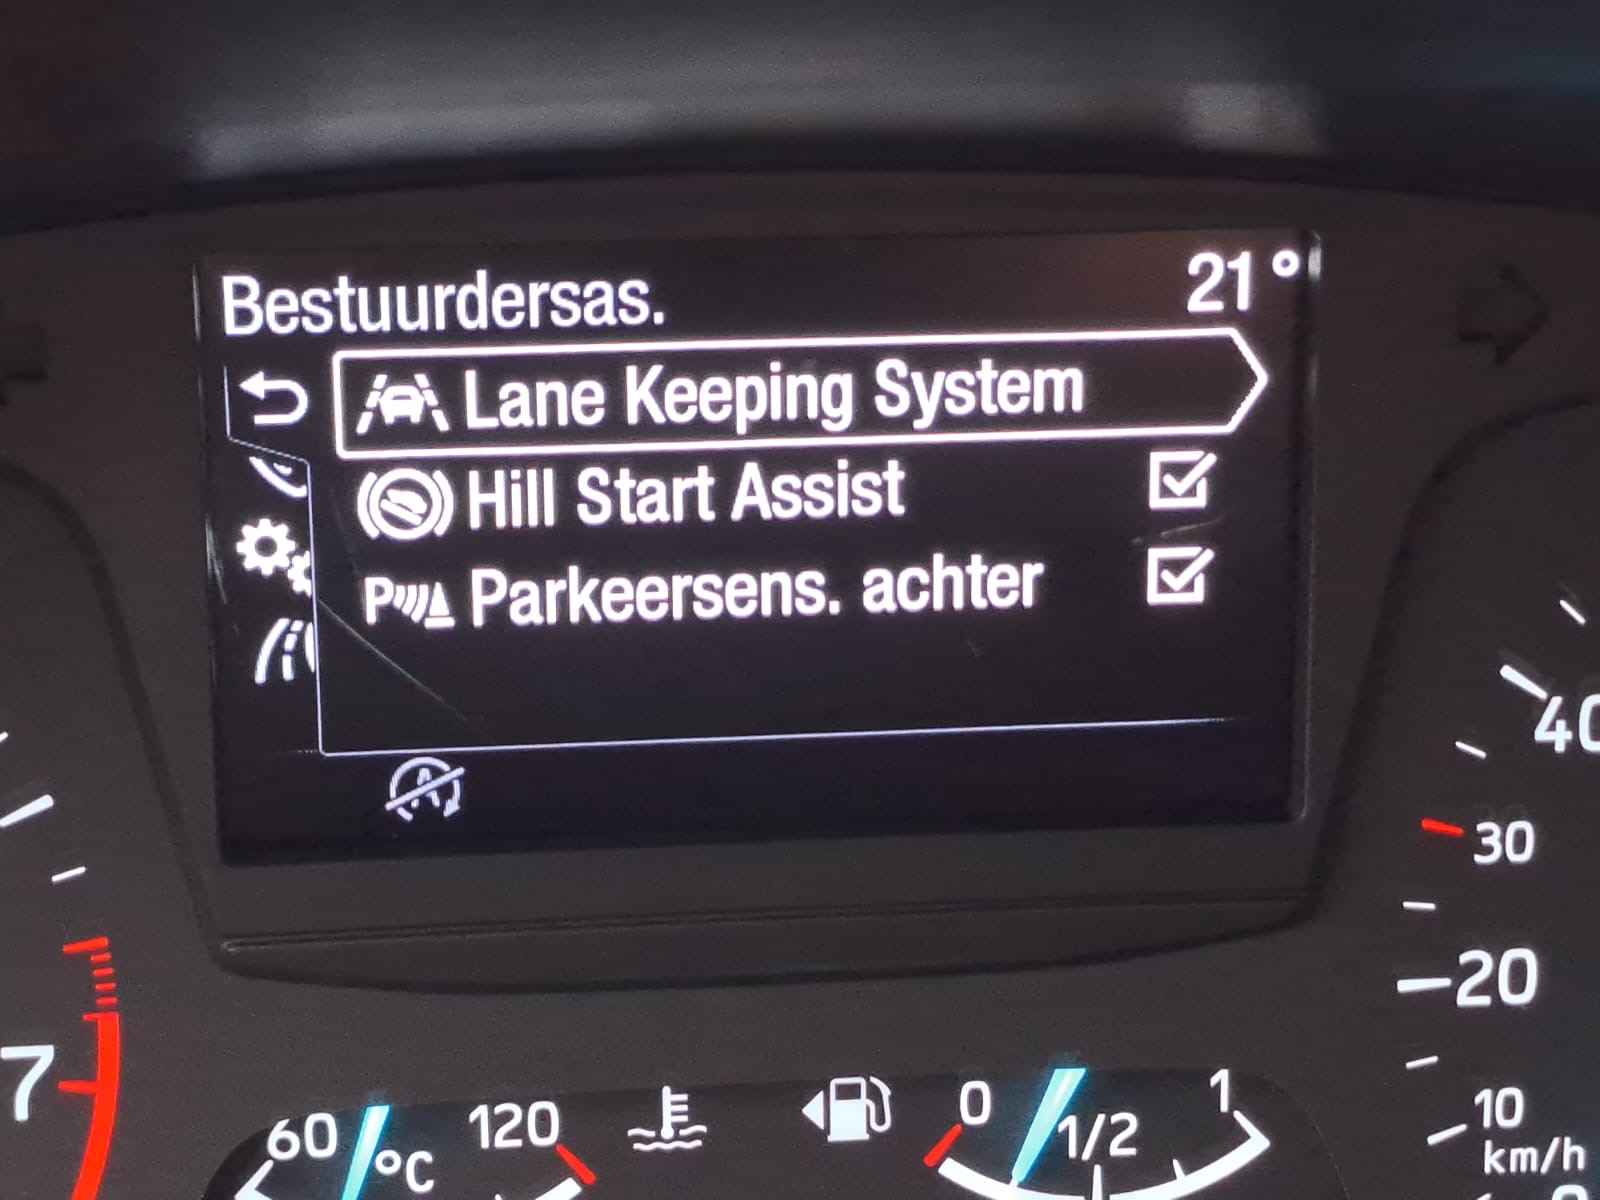 Bestuurdersas. 21°
Lane Keeping System
Hill Start Assist
P Parkeersens. achter
A
40
30
20
10
km/h
7
60 °C 120
0 1/2 1